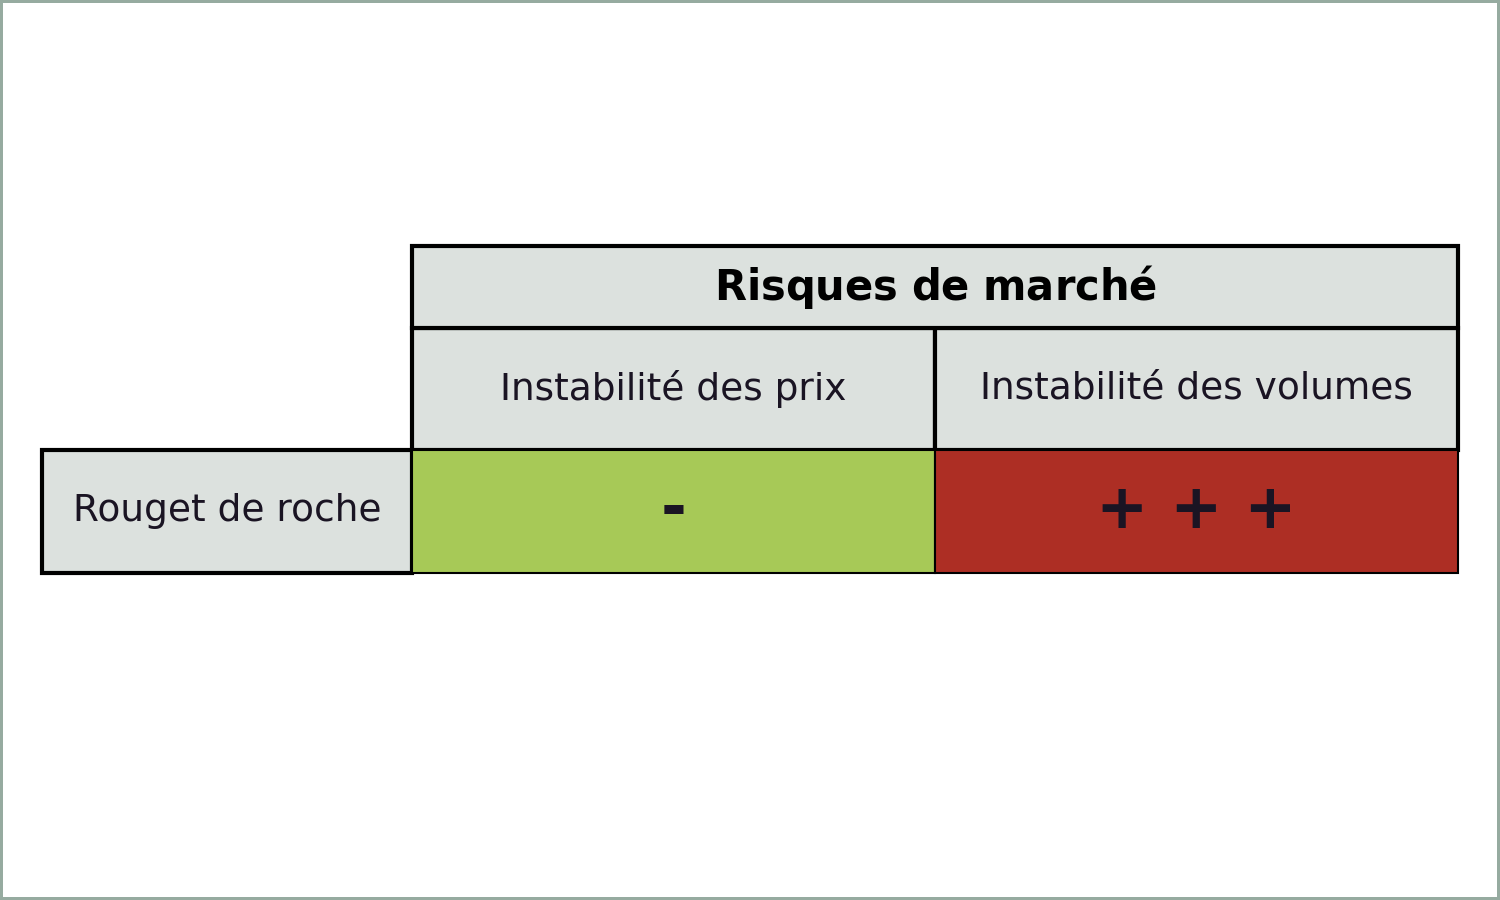 Risques de marché
Instabilité des prix
Instabilité des volumes
Rouget de roche
-
+ + +